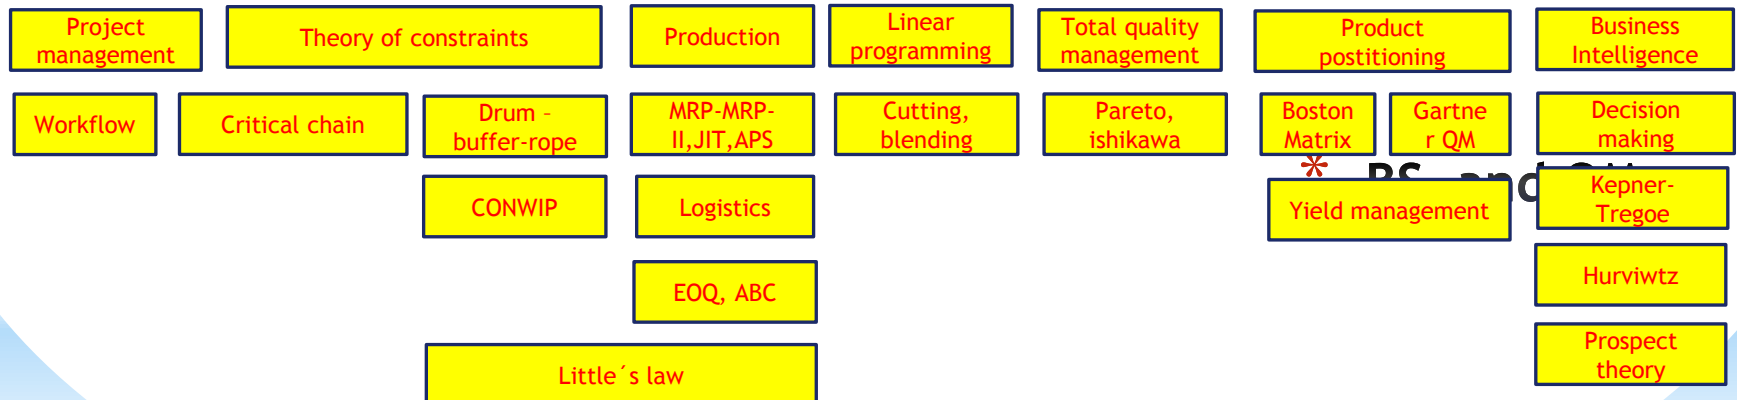 Project
management
Theory of constraints
Production
Linear
programming
Total quality
management
Product
postitioning
Business
Intelligence
Workflow
Critical chain
Drum –
buffer-rope
MRP-MRP-
II,JIT,APS
Cutting,
blending
Pareto,
ishikawa
Boston
Matrix
Gartne
r QM
Decision
making
*
CONWIP
Logistics
Yield management
Kepner-
Tregoe
EOQ, ABC
Hurviwtz
Little´s law
Prospect
theory